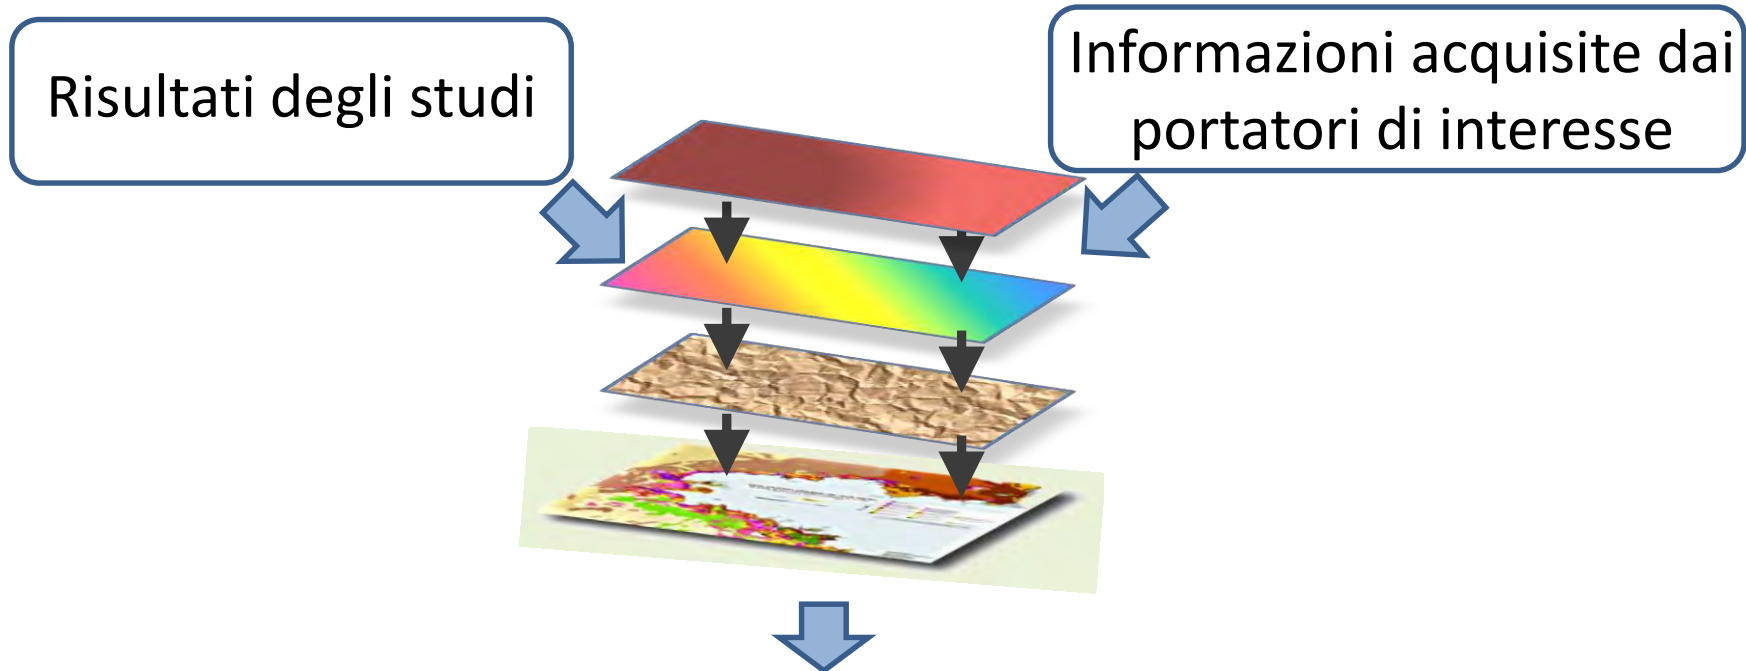 Risultati degli studi
Informazioni acquisite dai
portatori di interesse